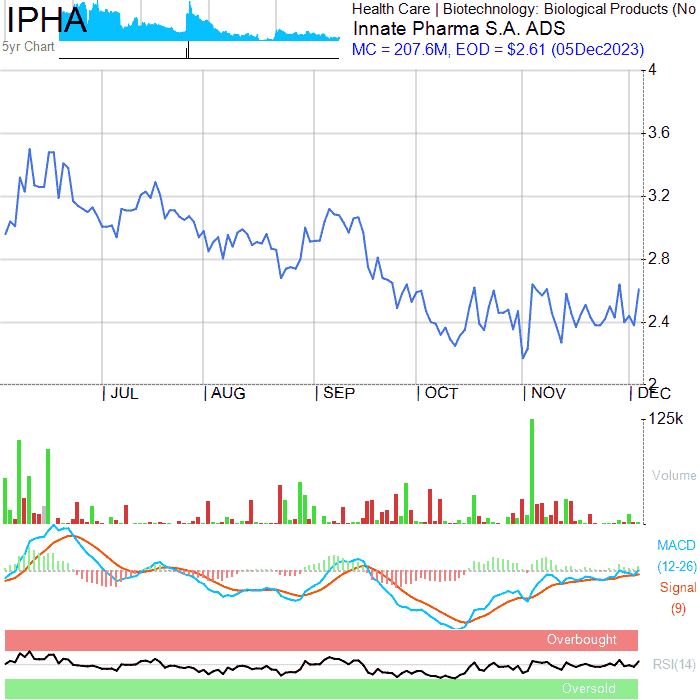 IPHA
5yr Chart
Health Care | Biotechnology: Biological Products (No
Innate Pharma S.A. ADS
MC = 207.6M, EOD = $2.61 (05Dec2023)
4
3.6
3.2
2.8
2.4
2
| JUL | AUG | SEP | OCT | NOV | DEC
125k
Volume
MACD
(12-26)
Signal
(9)
Overbought
RSI(14)
Oversold